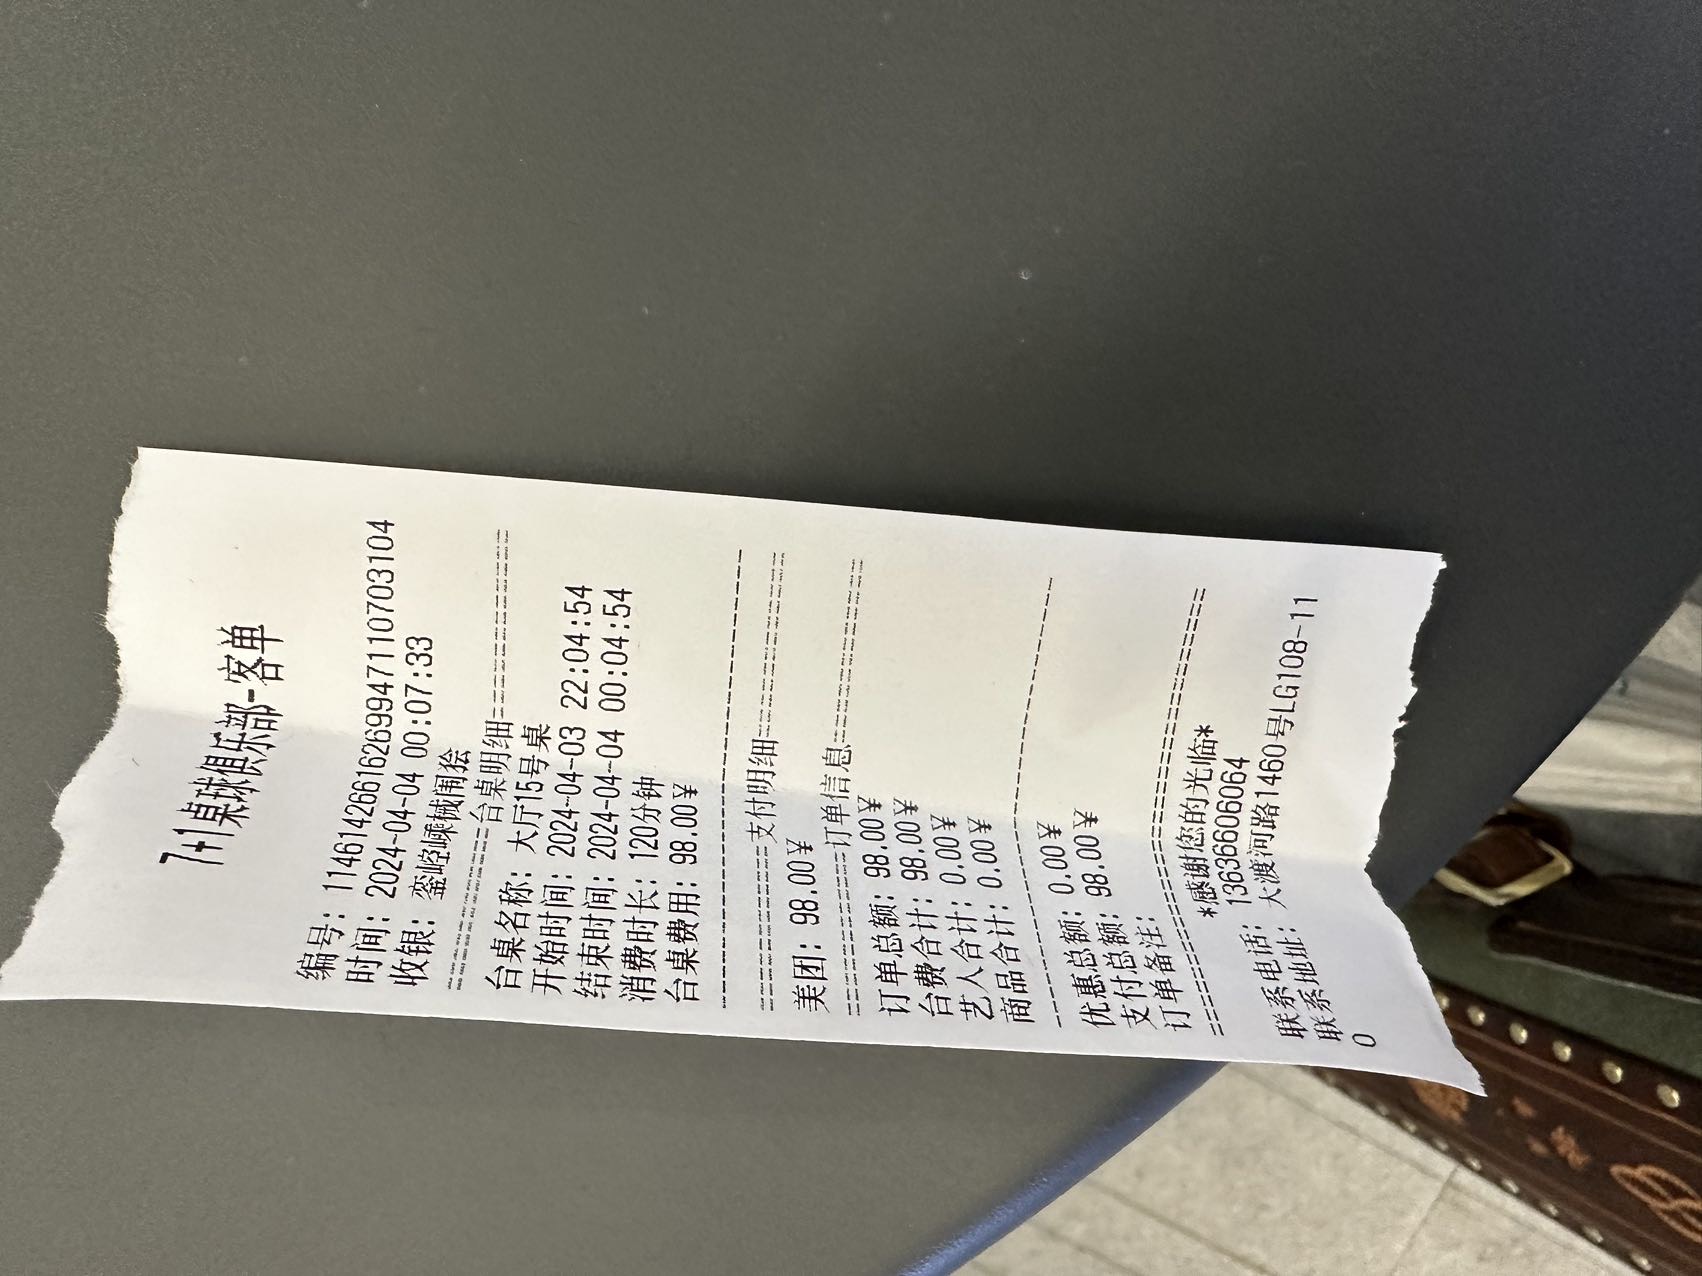 7+1桌球俱乐部-客单
编号: 11461426616269947110703104
时间: 2024-04-04 00:07:33
收银:
台桌明细
台桌名称: 大厅15号桌
开始时间: 2024-04-03 22:04:54
结束时间: 2024-04-04 00:04:54
消费时长: 120分钟
台桌费用: 98.00¥
支付明细
美团: 98.00¥
订单信息
订单总额: 98.00¥
台费合计: 98.00¥
艺人合计: 0.00¥
商品合计: 0.00¥
优惠总额: 0.00¥
支付总额: 98.00¥
订单备注:
*感谢您的光临*
联系电话: 13636606064
联系地址: 大渡河路1460号LG108-11
0